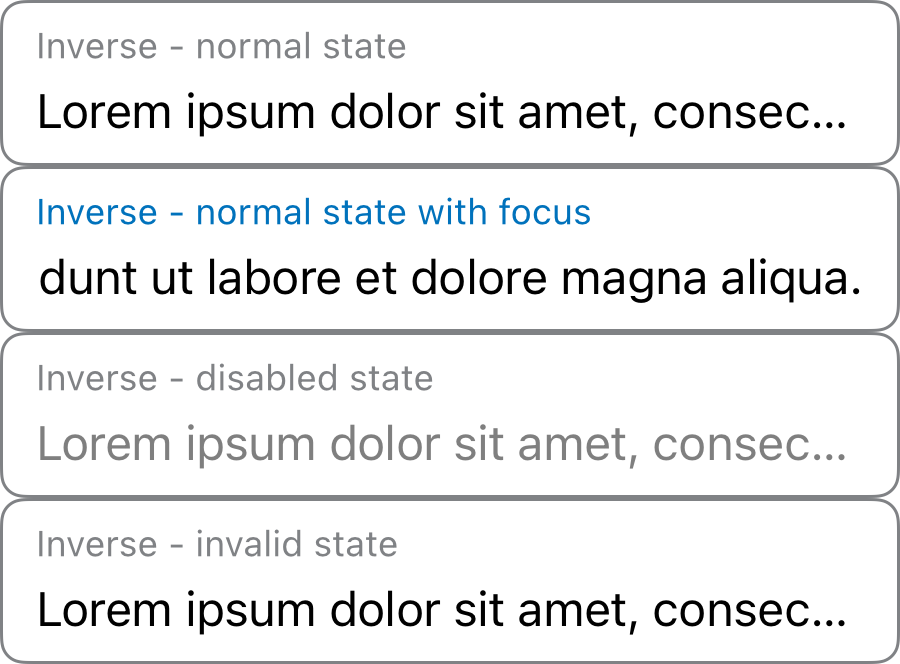 Inverse - normal state
Lorem ipsum dolor sit amet, consec...
Inverse - normal state with focus
dunt ut labore et dolore magna aliqua.
Inverse - disabled state
Lorem ipsum dolor sit amet, consec...
Inverse - invalid state
Lorem ipsum dolor sit amet, consec...